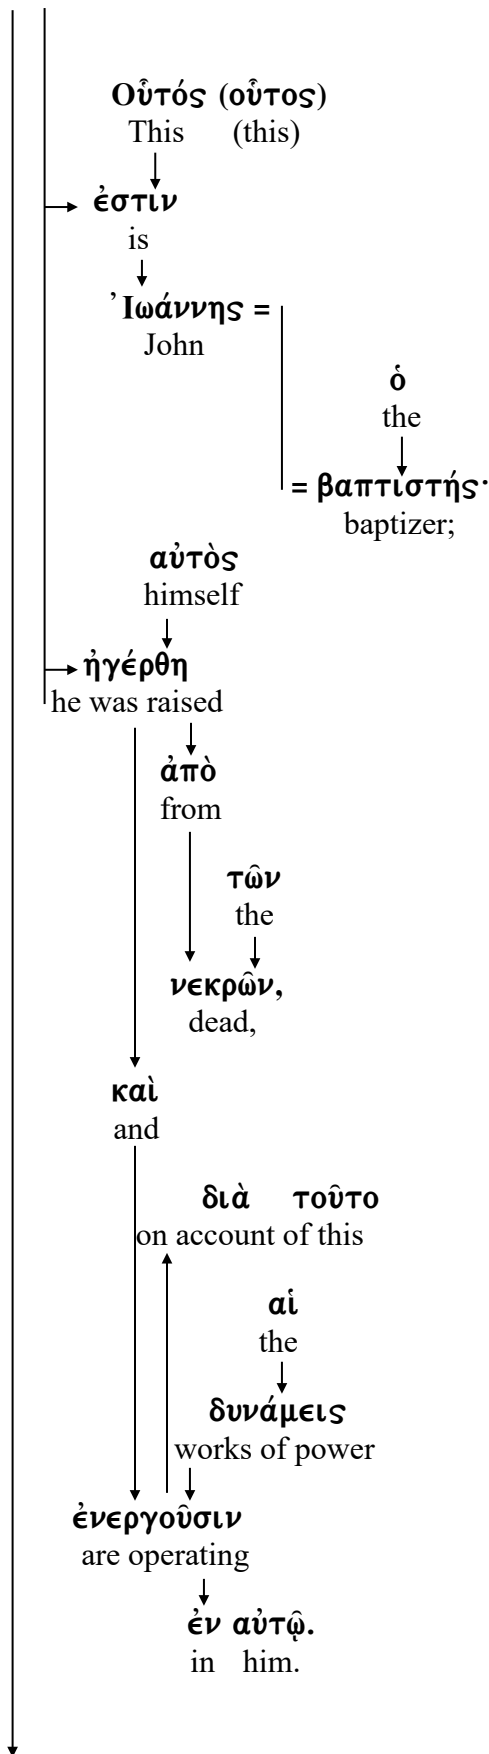 Οὗτός (οὗτος)
This (this)
ἐστιν
is
Ἰωάννης =
John
ὁ
the
= βαπτιστής·
baptizer;
αὐτὸς
himself
ἠγέρθη
he was raised
ἀπὸ
from
τῶν
the
νεκρῶν,
dead,
καὶ
and
διὰ τοῦτο
on account of this
αἱ
the
δυνάμεις
works of power
ἐνεργοῦσιν
are operating
ἐν αὐτῷ.
in him.